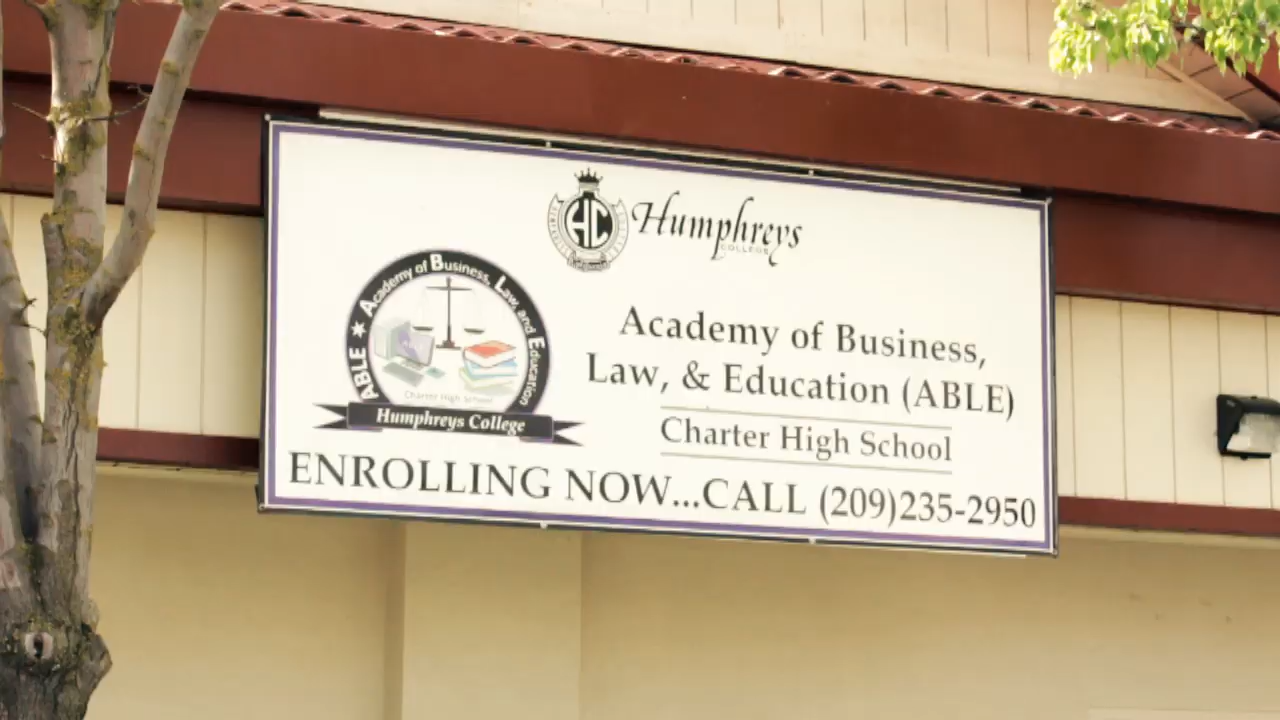 HC
Humphreys
COLLEGE
ABLE ★ Academy of Business, Law, and Education
Charter High School
Humphreys College
Academy of Business,
Law, & Education (ABLE)
Charter High School
ENROLLING NOW...CALL (209)235-2950